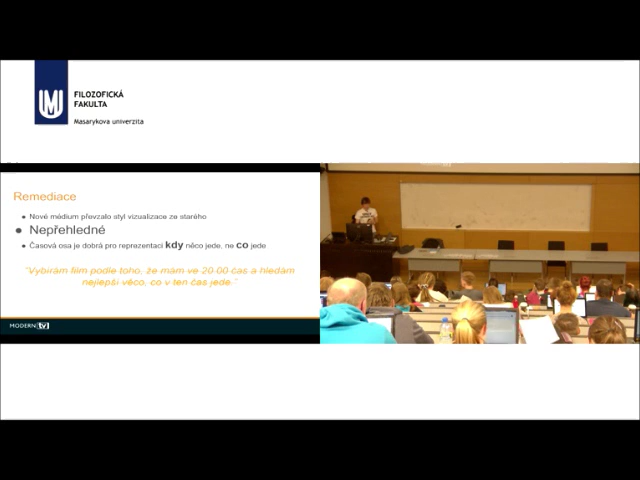 FILOZOFICKÁ
FAKULTA
Masarykova univerzita
Remediace
● Nové médium převzalo styl vizualizace ze starého
● Nepřehledné
● Časová osa je dobrá pro reprezentaci kdy něco jede, ne co jede
"Vybírám film podle toho, že mám ve 20:00 čas a hledám
nejlepší věco, co v ten čas jede."
MODERN tv